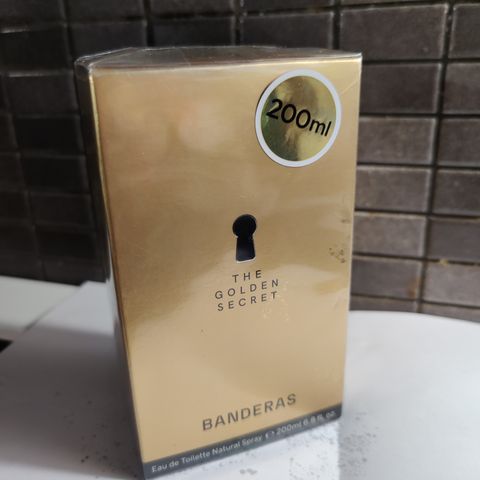 200ml
THE
GOLDEN
SECRET
BANDERAS
Eau de Toilette Natural Spray ℮ 200ml 6.8 fl. oz.